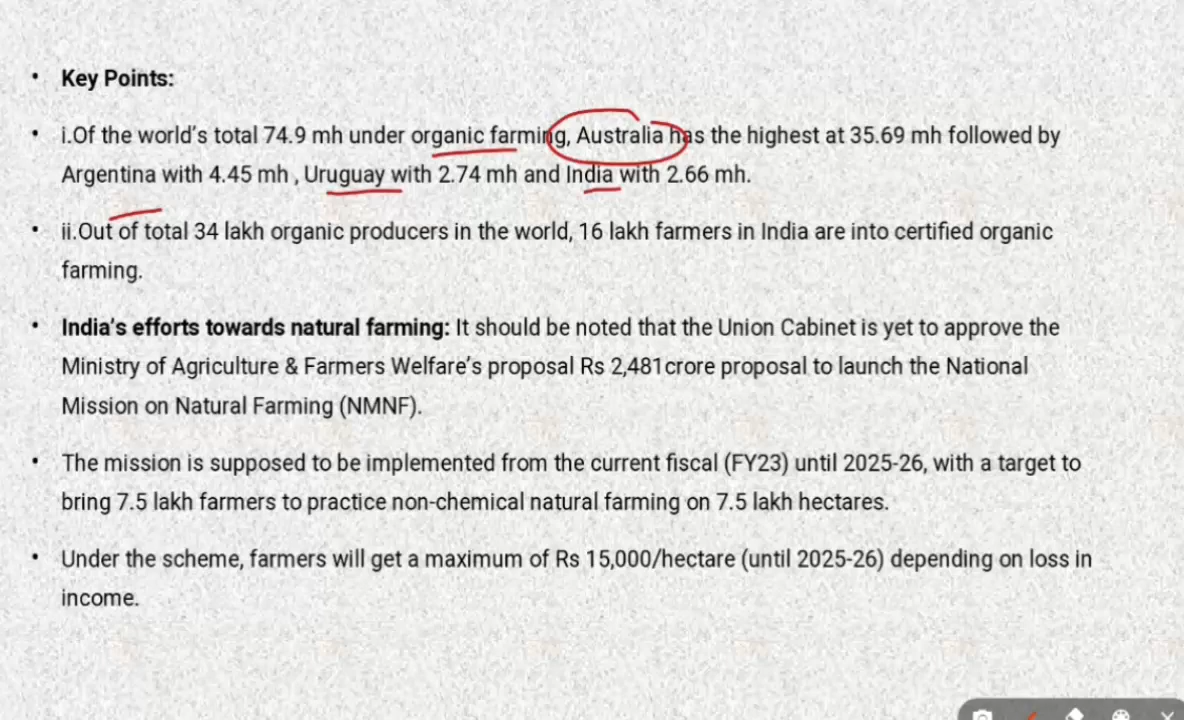 • Key Points:
• i.Of the world's total 74.9 mh under organic farming, Australia has the highest at 35.69 mh followed by
Argentina with 4.45 mh , Uruguay with 2.74 mh and India with 2.66 mh.
• ii.Out of total 34 lakh organic producers in the world, 16 lakh farmers in India are into certified organic
farming.
• India's efforts towards natural farming: It should be noted that the Union Cabinet is yet to approve the
Ministry of Agriculture & Farmers Welfare's proposal Rs 2,481crore proposal to launch the National
Mission on Natural Farming (NMNF).
• The mission is supposed to be implemented from the current fiscal (FY23) until 2025-26, with a target to
bring 7.5 lakh farmers to practice non-chemical natural farming on 7.5 lakh hectares.
• Under the scheme, farmers will get a maximum of Rs 15,000/hectare (until 2025-26) depending on loss in
income.